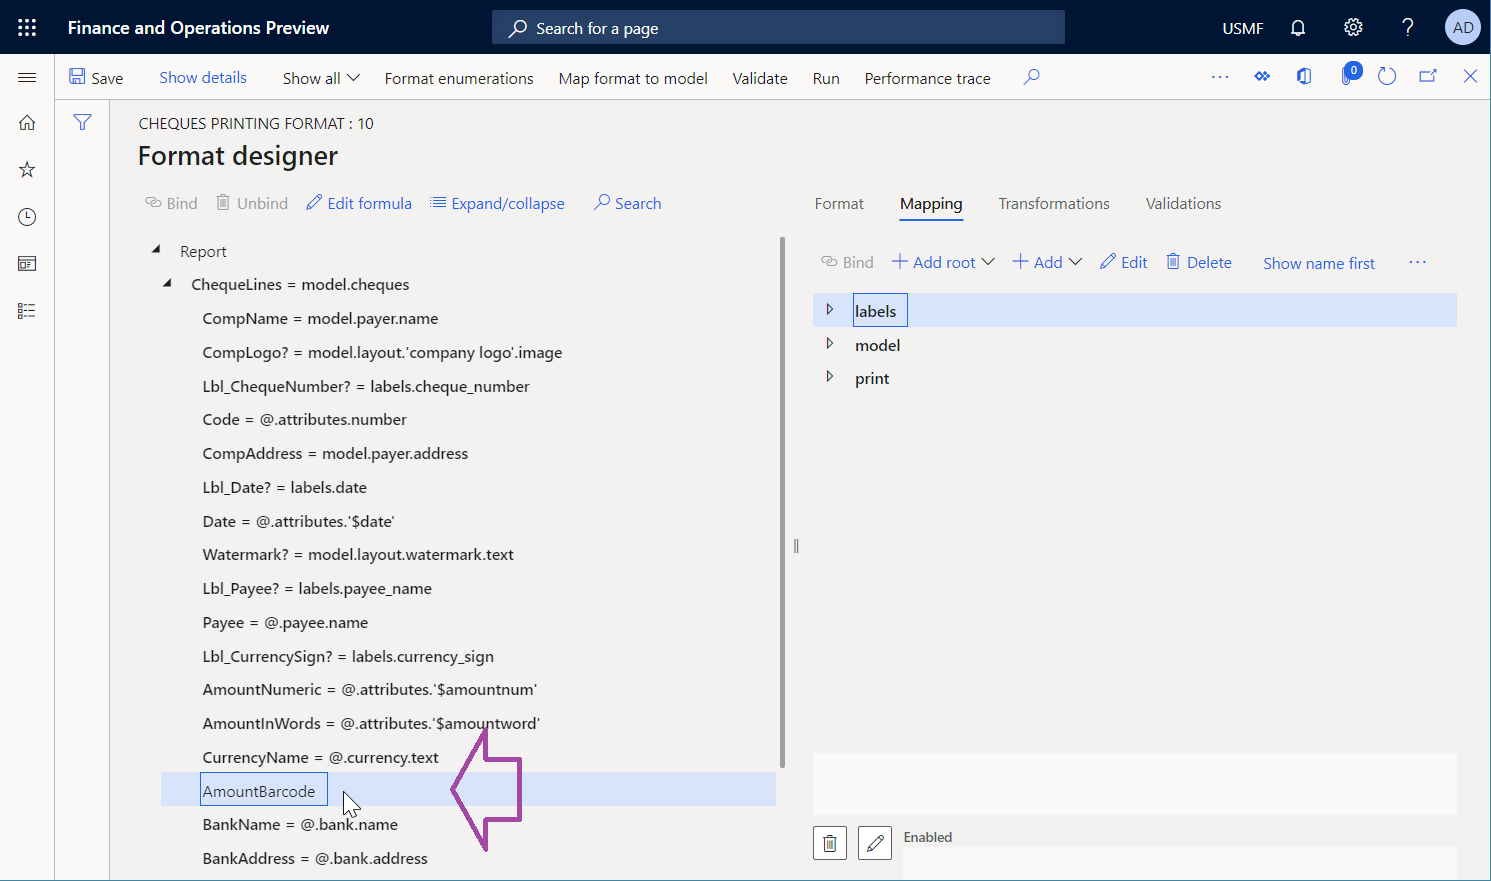 Finance and Operations Preview
Search for a page
USMF
?
AD
Save
Show details
Show all
Format enumerations
Map format to model
Validate
Run
Performance trace
...
0
CHEQUES PRINTING FORMAT : 10
Format designer
Bind
Unbind
Edit formula
Expand/collapse
Search
Report
ChequeLines = model.cheques
CompName = model.payer.name
CompLogo? = model.layout.'company logo'.image
Lbl_ChequeNumber? = labels.cheque_number
Code = @.attributes.number
CompAddress = model.payer.address
Lbl_Date? = labels.date
Date = @.attributes.'$date'
Watermark? = model.layout.watermark.text
Lbl_Payee? = labels.payee_name
Payee = @.payee.name
Lbl_CurrencySign? = labels.currency_sign
AmountNumeric = @.attributes.'$amountnum'
AmountInWords = @.attributes.'$amountword'
CurrencyName = @.currency.text
AmountBarcode
BankName = @.bank.name
BankAddress = @.bank.address
Format
Mapping
Transformations
Validations
Bind
Add root
Add
Edit
Delete
Show name first
...
labels
model
print
Enabled